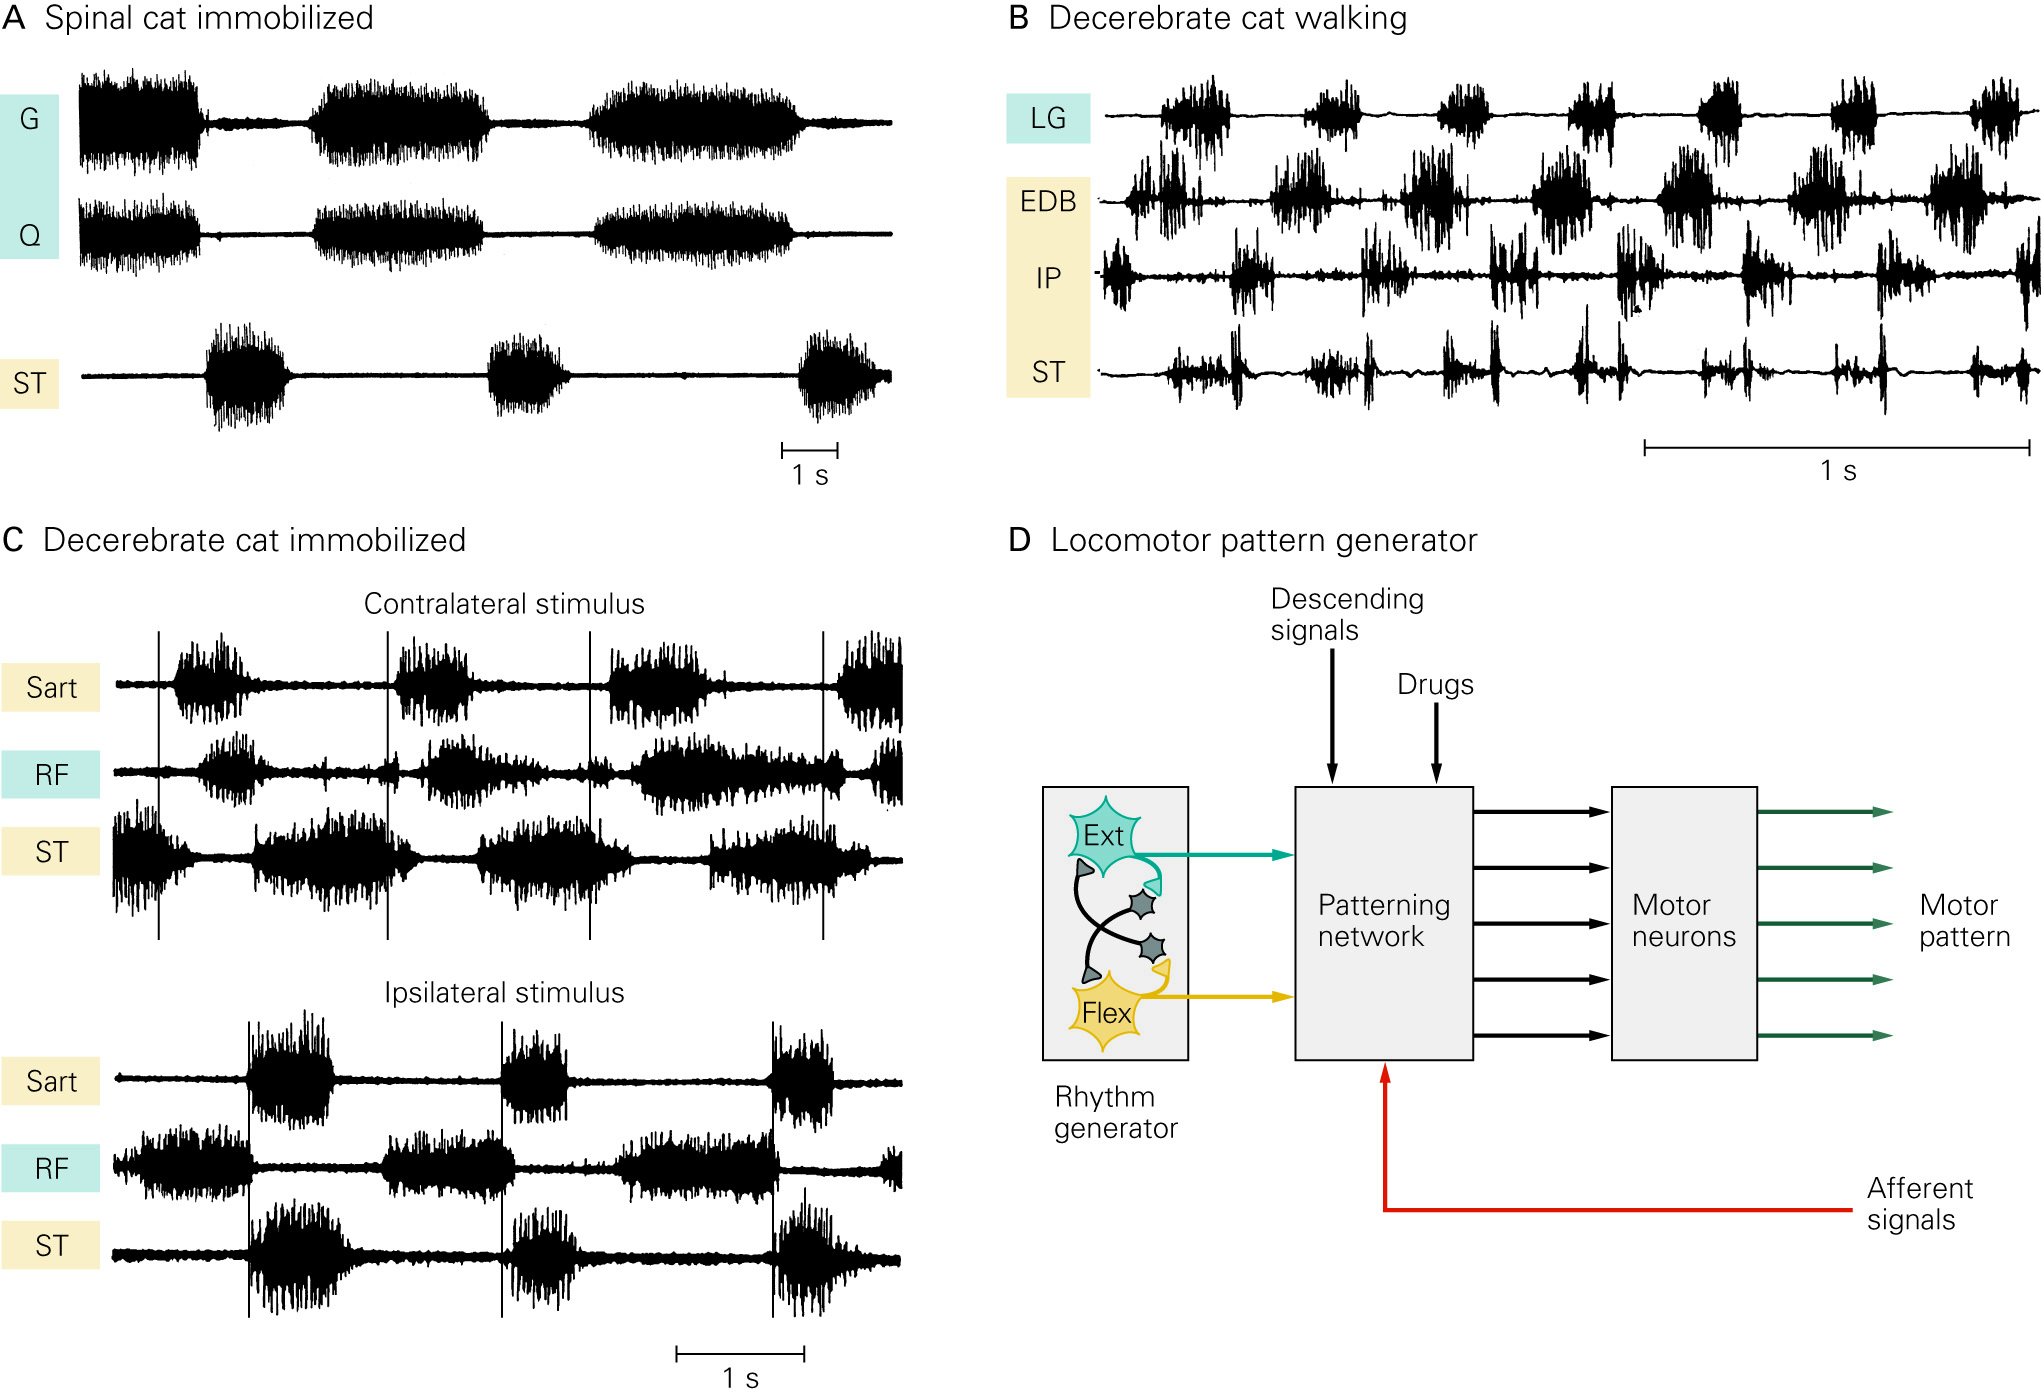 A Spinal cat immobilized
G
Q
ST
1 s
B Decerebrate cat walking
LG
EDB
IP
ST
1 s
C Decerebrate cat immobilized
Contralateral stimulus
Sart
RF
ST
Ipsilateral stimulus
Sart
RF
ST
1 s
D Locomotor pattern generator
Descending
signals
Drugs
Ext
Flex
Rhythm
generator
Patterning
network
Motor
neurons
Motor
pattern
Afferent
signals